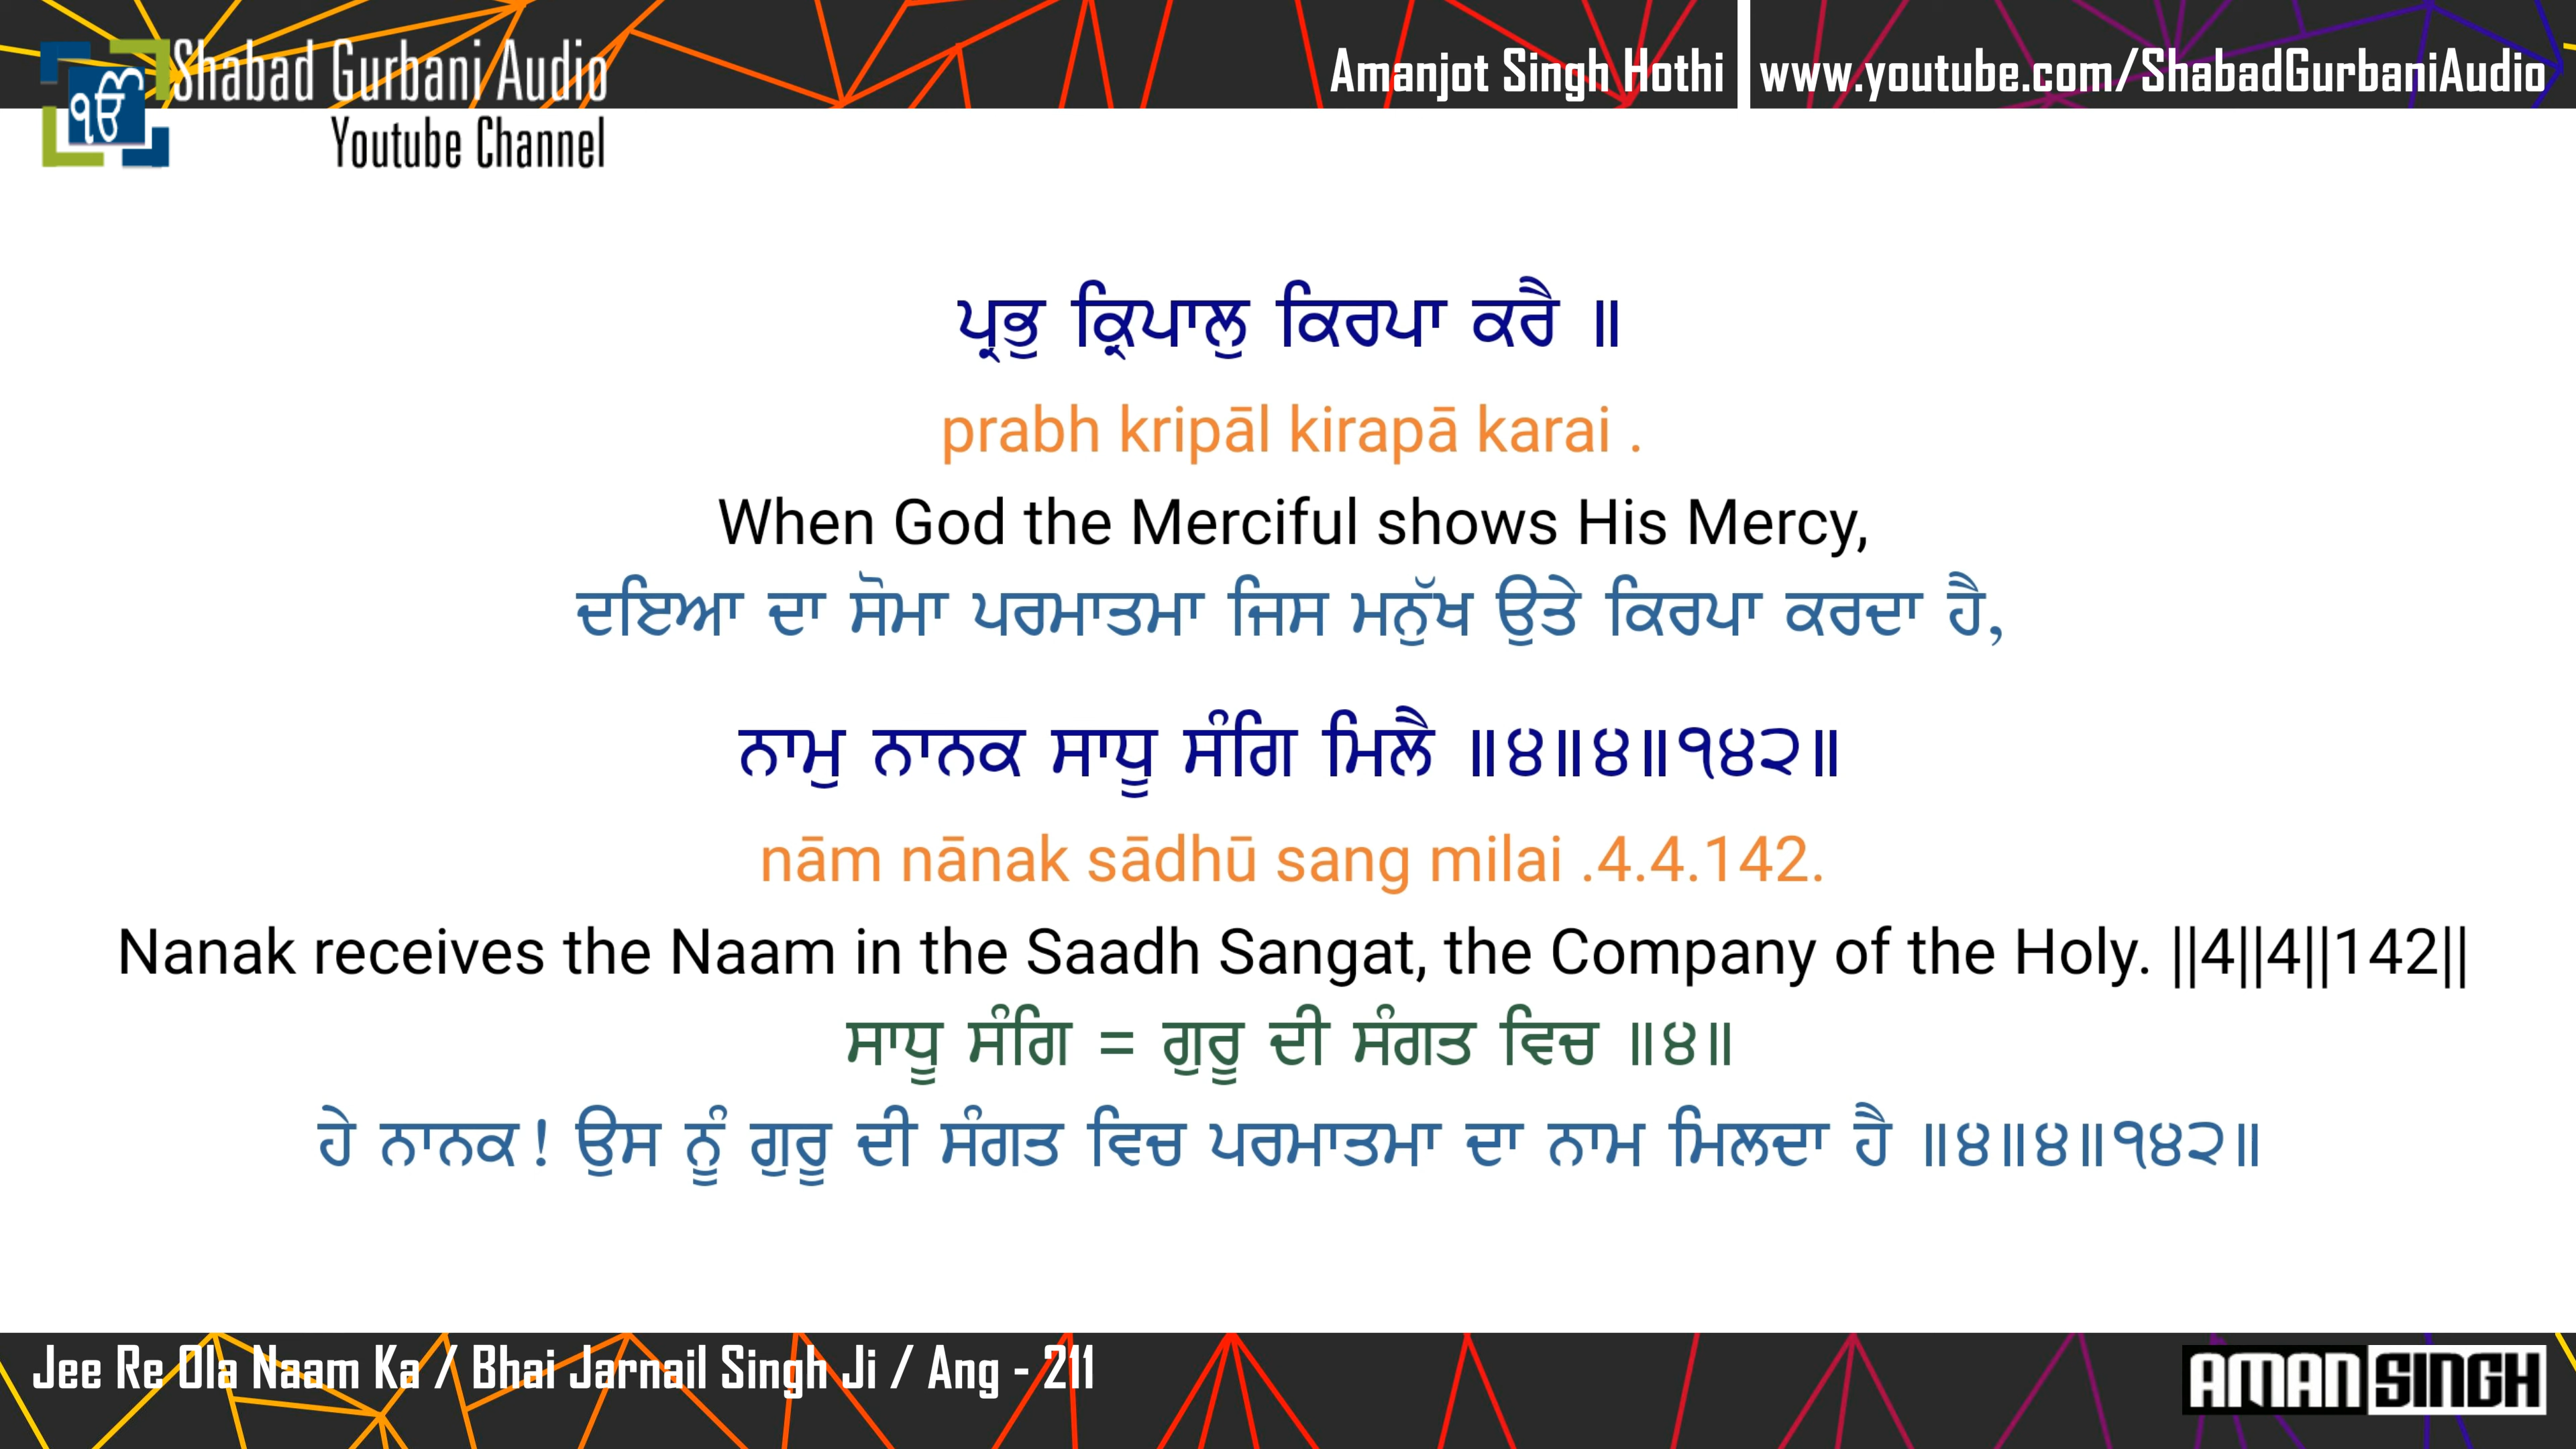 Shabad Gurbani Audio
Youtube Channel
ੴ
Amanjot Singh Hothi
www.youtube.com/ShabadGurbaniAudio
ਪ੍ਰਭੁ ਕ੍ਰਿਪਾਲੁ ਕਿਰਪਾ ਕਰੈ ॥
prabh kripāl kirapā karai .
When God the Merciful shows His Mercy,
ਦਇਆ ਦਾ ਸੋਮਾ ਪਰਮਾਤਮਾ ਜਿਸ ਮਨੁੱਖ ਉਤੇ ਕਿਰਪਾ ਕਰਦਾ ਹੈ,
ਨਾਮੁ ਨਾਨਕ ਸਾਧੂ ਸੰਗਿ ਮਿਲੈ ॥੪॥੪॥੧੪੨॥
nām nānak sādhū sang milai .4.4.142.
Nanak receives the Naam in the Saadh Sangat, the Company of the Holy. ||4||4||142||
ਸਾਧੂ ਸੰਗਿ = ਗੁਰੂ ਦੀ ਸੰਗਤ ਵਿਚ ॥੪॥
ਹੇ ਨਾਨਕ! ਉਸ ਨੂੰ ਗੁਰੂ ਦੀ ਸੰਗਤ ਵਿਚ ਪਰਮਾਤਮਾ ਦਾ ਨਾਮ ਮਿਲਦਾ ਹੈ ॥੪॥੪॥੧੪੨॥
Jee Re Ola Naam Ka / Bhai Jarnail Singh Ji / Ang - 211
AMAN SINGH